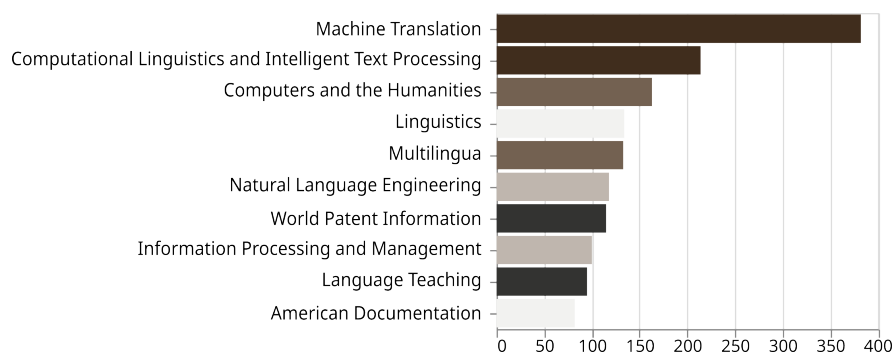 Machine Translation
Computational Linguistics and Intelligent Text Processing
Computers and the Humanities
Linguistics
Multilingua
Natural Language Engineering
World Patent Information
Information Processing and Management
Language Teaching
American Documentation
0 50 100 150 200 250 300 350 400